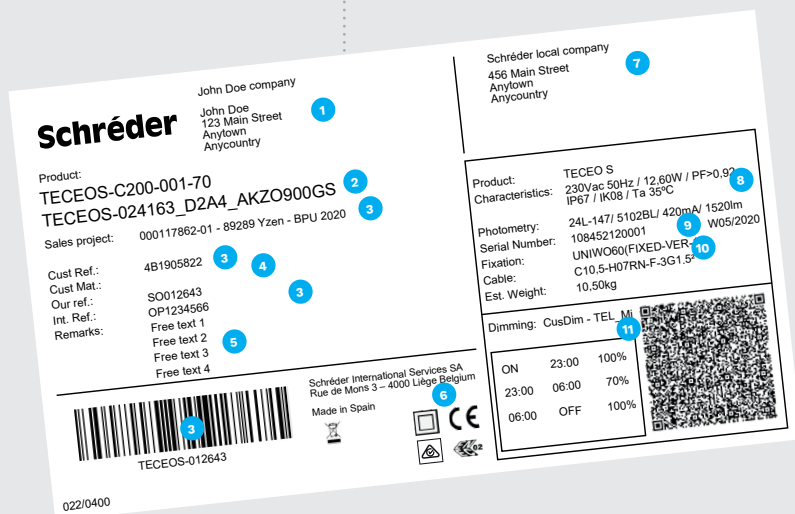 Schréder
John Doe company
John Doe
123 Main Street
Anytown
Anycountry
1
Product:
TECEOS-C200-001-70
TECEOS-024163_D2A4_AKZO900GS
2
Sales project: 000117862-01 - 89289 Yzen - BPU 2020
3
Cust Ref.: 4B1905822
3
4
Cust Mat.:
Our ref.: SO012643
3
Int. Ref.: OP1234566
Remarks: Free text 1
Free text 2
5
Free text 3
Free text 4
3
TECEOS-012643
022/0400
Schréder International Services SA
Rue de Mons 3 – 4000 Liège Belgium
6
Made in Spain
CE
02
Schréder local company
456 Main Street
Anytown
Anycountry
7
Product: TECEO S
Characteristics: 230Vac 50Hz / 12,60W / PF>0,92
IP67 / IK08 / Ta 35ºC
8
Photometry: 24L-147/ 5102BL/ 420mA/ 1520lm
Serial Number: 108452120001
9
W05/2020
Fixation: UNIWO60(FIXED-VER-
10
Cable: C10,5-H07RN-F-3G1.5²
Est. Weight: 10,50kg
Dimming: CusDim - TEL_Mi
11
ON 23:00 100%
23:00 06:00 70%
06:00 OFF 100%